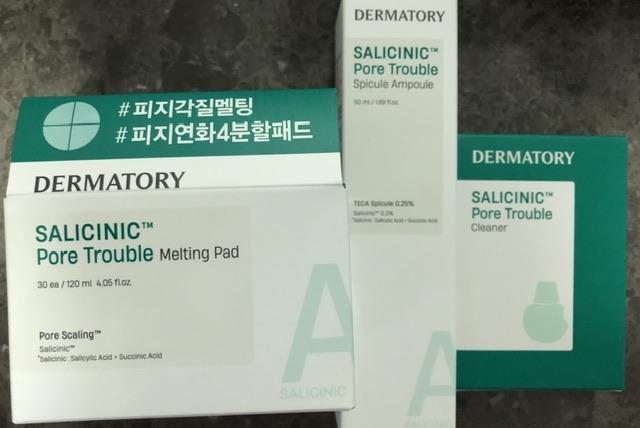 #피지각질멜팅
#피지연화4분할패드
DERMATORY
SALICINIC™
Pore Trouble Melting Pad
30 ea / 120 ml 4.05 fl.oz.
Pore Scaling™
Salicinic™
*Salicinic : Salicylic Acid + Succinic Acid
A
SALICINIC
DERMATORY
SALICINIC™
Pore Trouble
Spicule Ampoule
50 ml / 1.69 fl.oz.
TECA Spicule 0.25%
Salicinic™ 0.2%
*Salicinic : Salicylic Acid + Succinic Acid
A
SALICINIC
DERMATORY
SALICINIC™
Pore Trouble
Cleaner